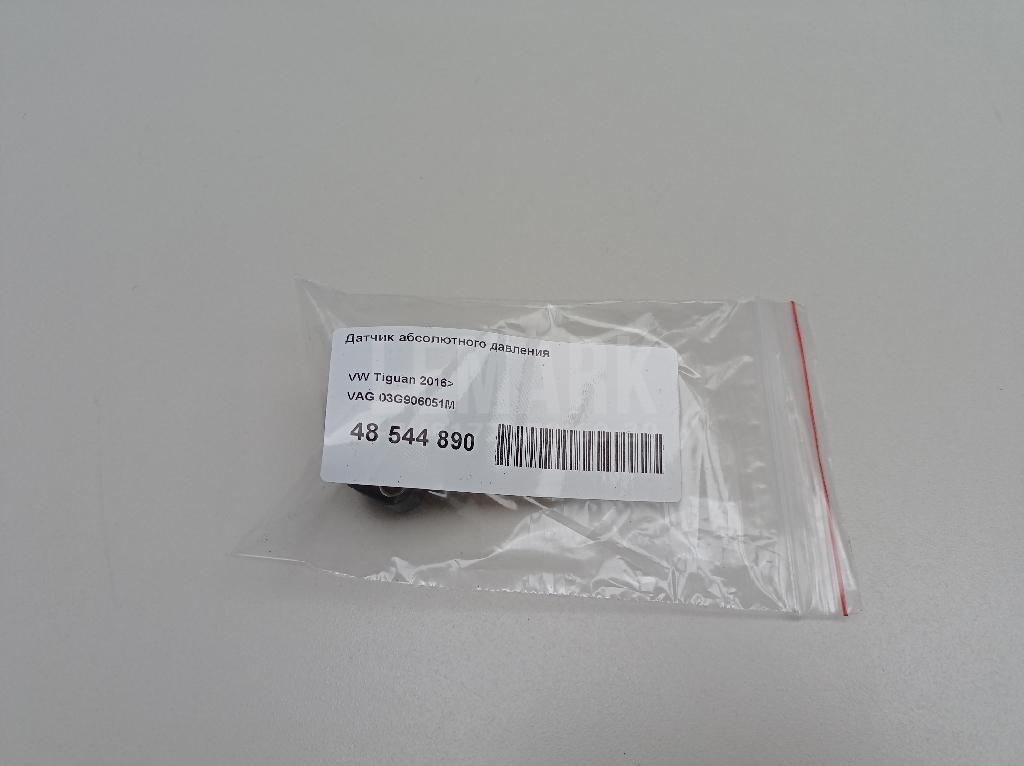 Датчик абсолютного давления
VW Tiguan 2016>
VAG 03G906051M
48 544 890